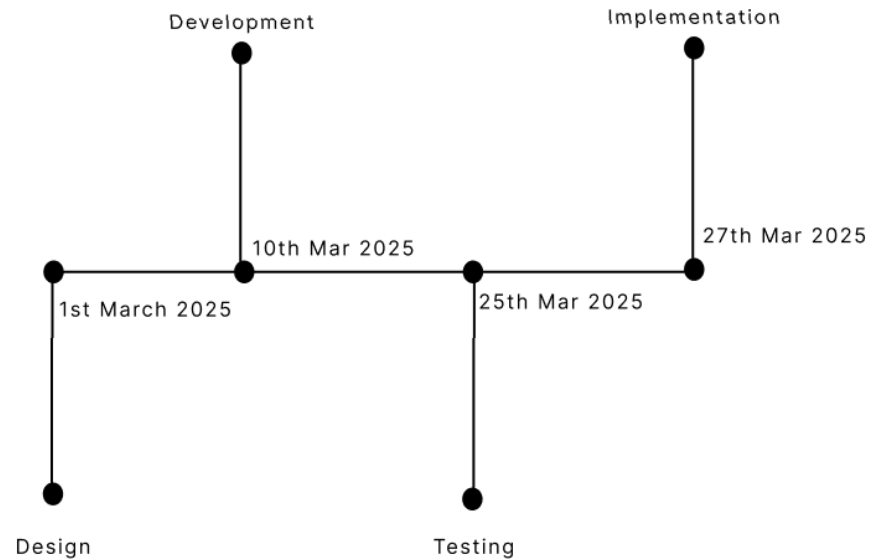 Development
Implementation
27th Mar 2025
10th Mar 2025
1st March 2025
25th Mar 2025
Design
Testing